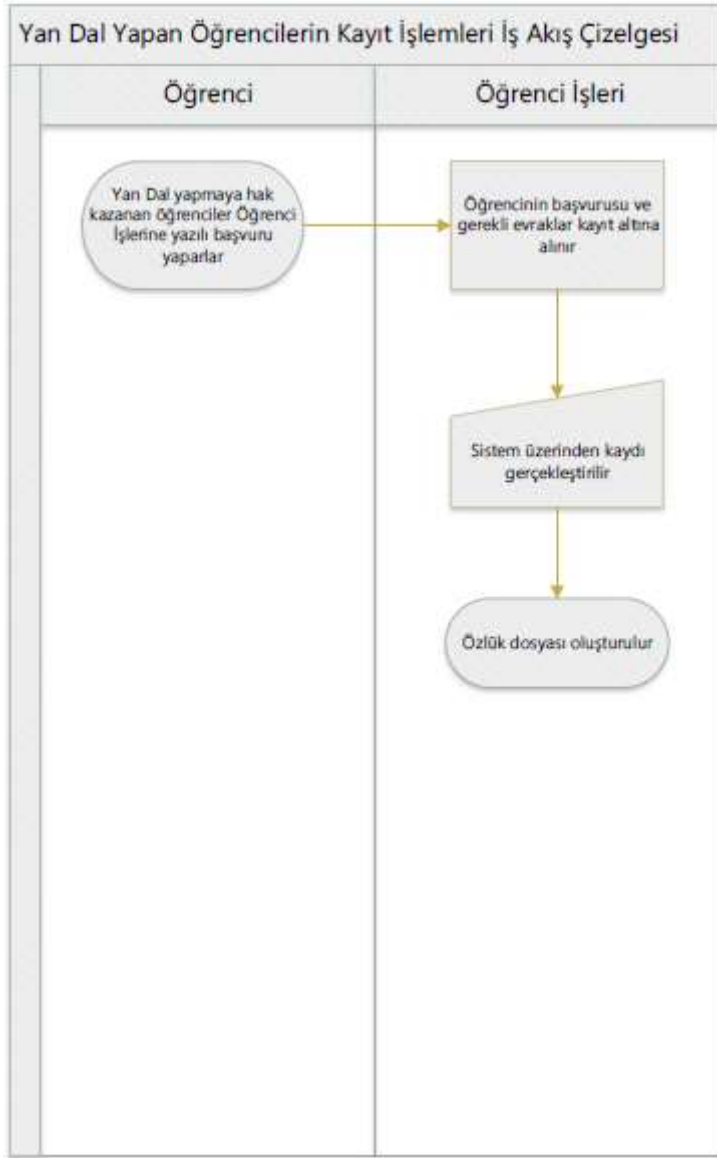 Yan Dal Yapan Öğrencilerin Kayıt İşlemleri İş Akış Çizelgesi
Öğrenci
Öğrenci İşleri
Yan Dal yapmaya hak
kazanan öğrenciler Öğrenci
İşlerine yazılı başvuru
yaparlar
Öğrencinin başvurusu ve
gerekli evraklar kayıt altına
alınır
Sistem üzerinden kaydı
gerçekleştirilir
Özlük dosyası oluşturulur